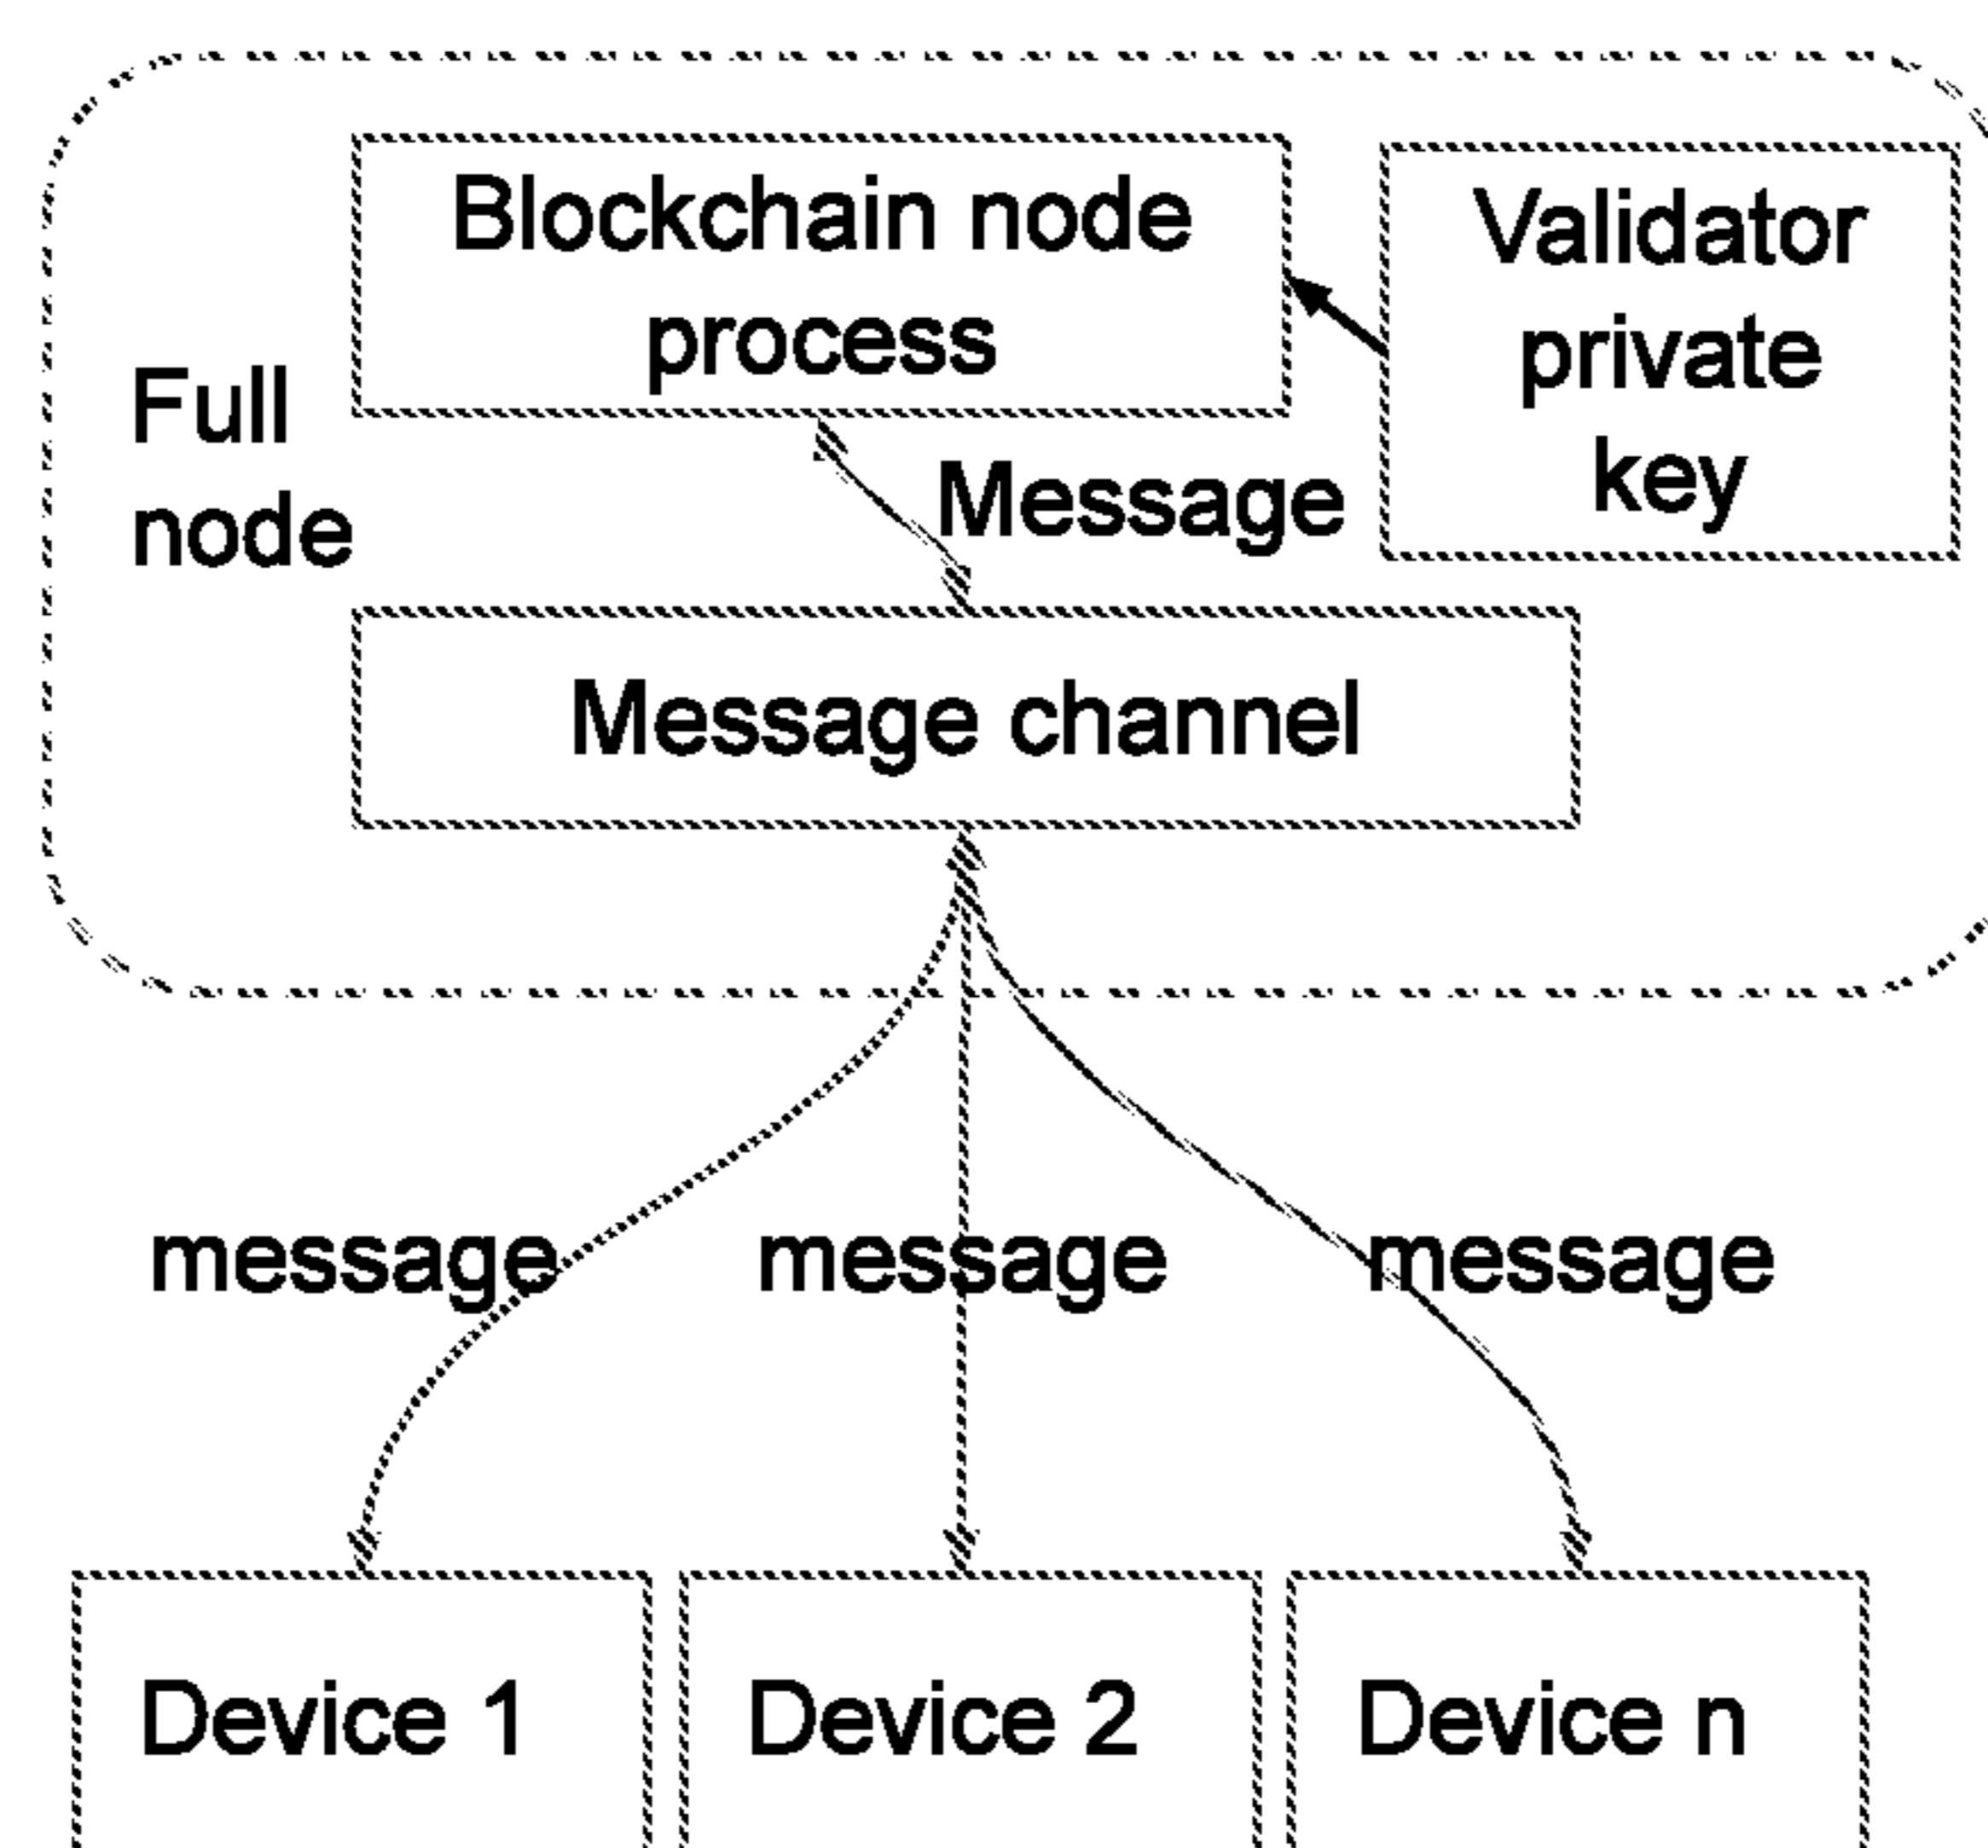 Blockchain node
process
Validator
private
key
Full
node
Message
Message channel
message
message
message
Device 1
Device 2
Device n